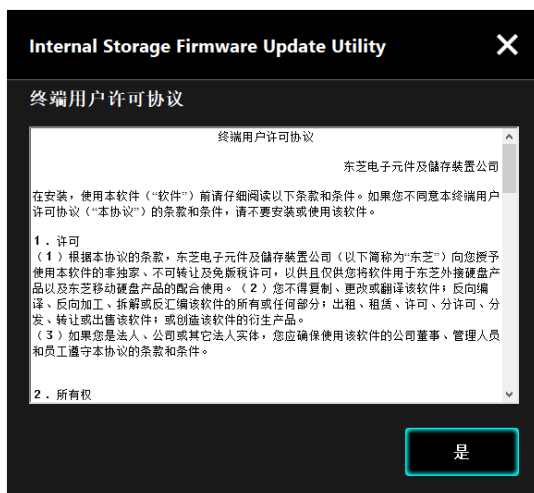 Internal Storage Firmware Update Utility
终端用户许可协议
终端用户许可协议
东芝电子元件及儲存裝置公司
在安装，使用本软件（“软件”）前请仔细阅读以下条款和条件。如果您不同意本终端用户
许可协议（“本协议”）的条款和条件，请不要安装或使用该软件。
1．许可
（1）根据本协议的条款，东芝电子元件及儲存裝置公司（以下简称为“东芝”）向您授予
使用本软件的非独家、不可转让及免版税许可，以供且仅供您将软件用于东芝外接硬盘产
品以及东芝移动硬盘产品的配合使用。（2）您不得复制、更改或翻译该软件；反向编
译、反向加工、拆解或反汇编该软件的所有或任何部分；出租、租赁、许可、分许可、分
发、转让或出售该软件；或创造该软件的衍生产品。
（3）如果您是法人、公司或其它法人实体，您应确保使用该软件的公司董事、管理人员
和员工遵守本协议的条款和条件。
2．所有权
是